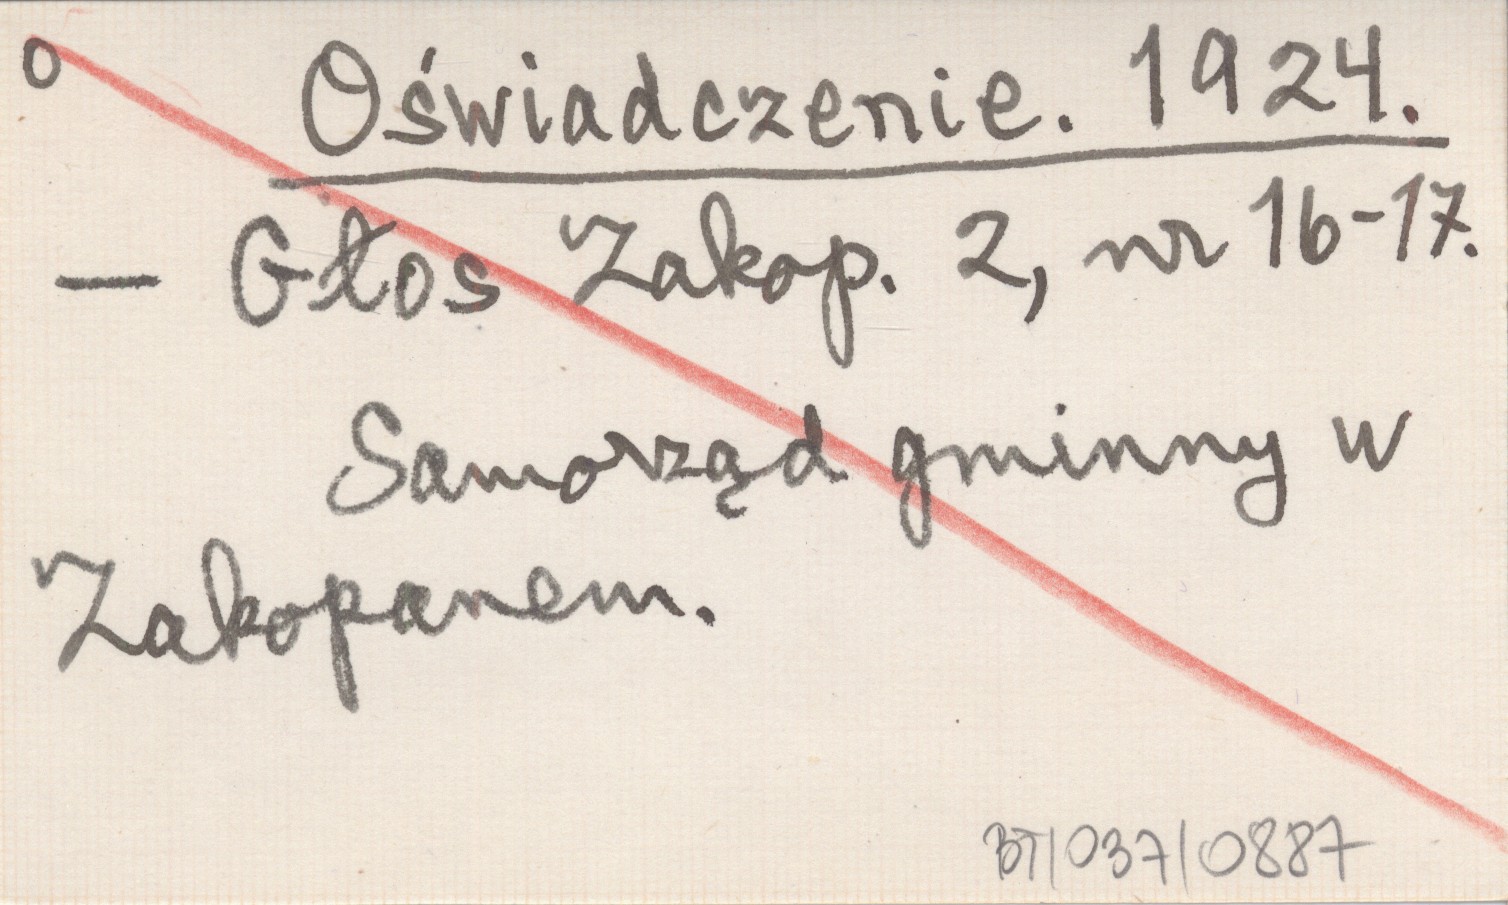 o
Oświadczenie. 1924.
— Głos Zakop. 2, nr 16-17.
Samorząd gminny w
Zakopanem.
BT/037/0887